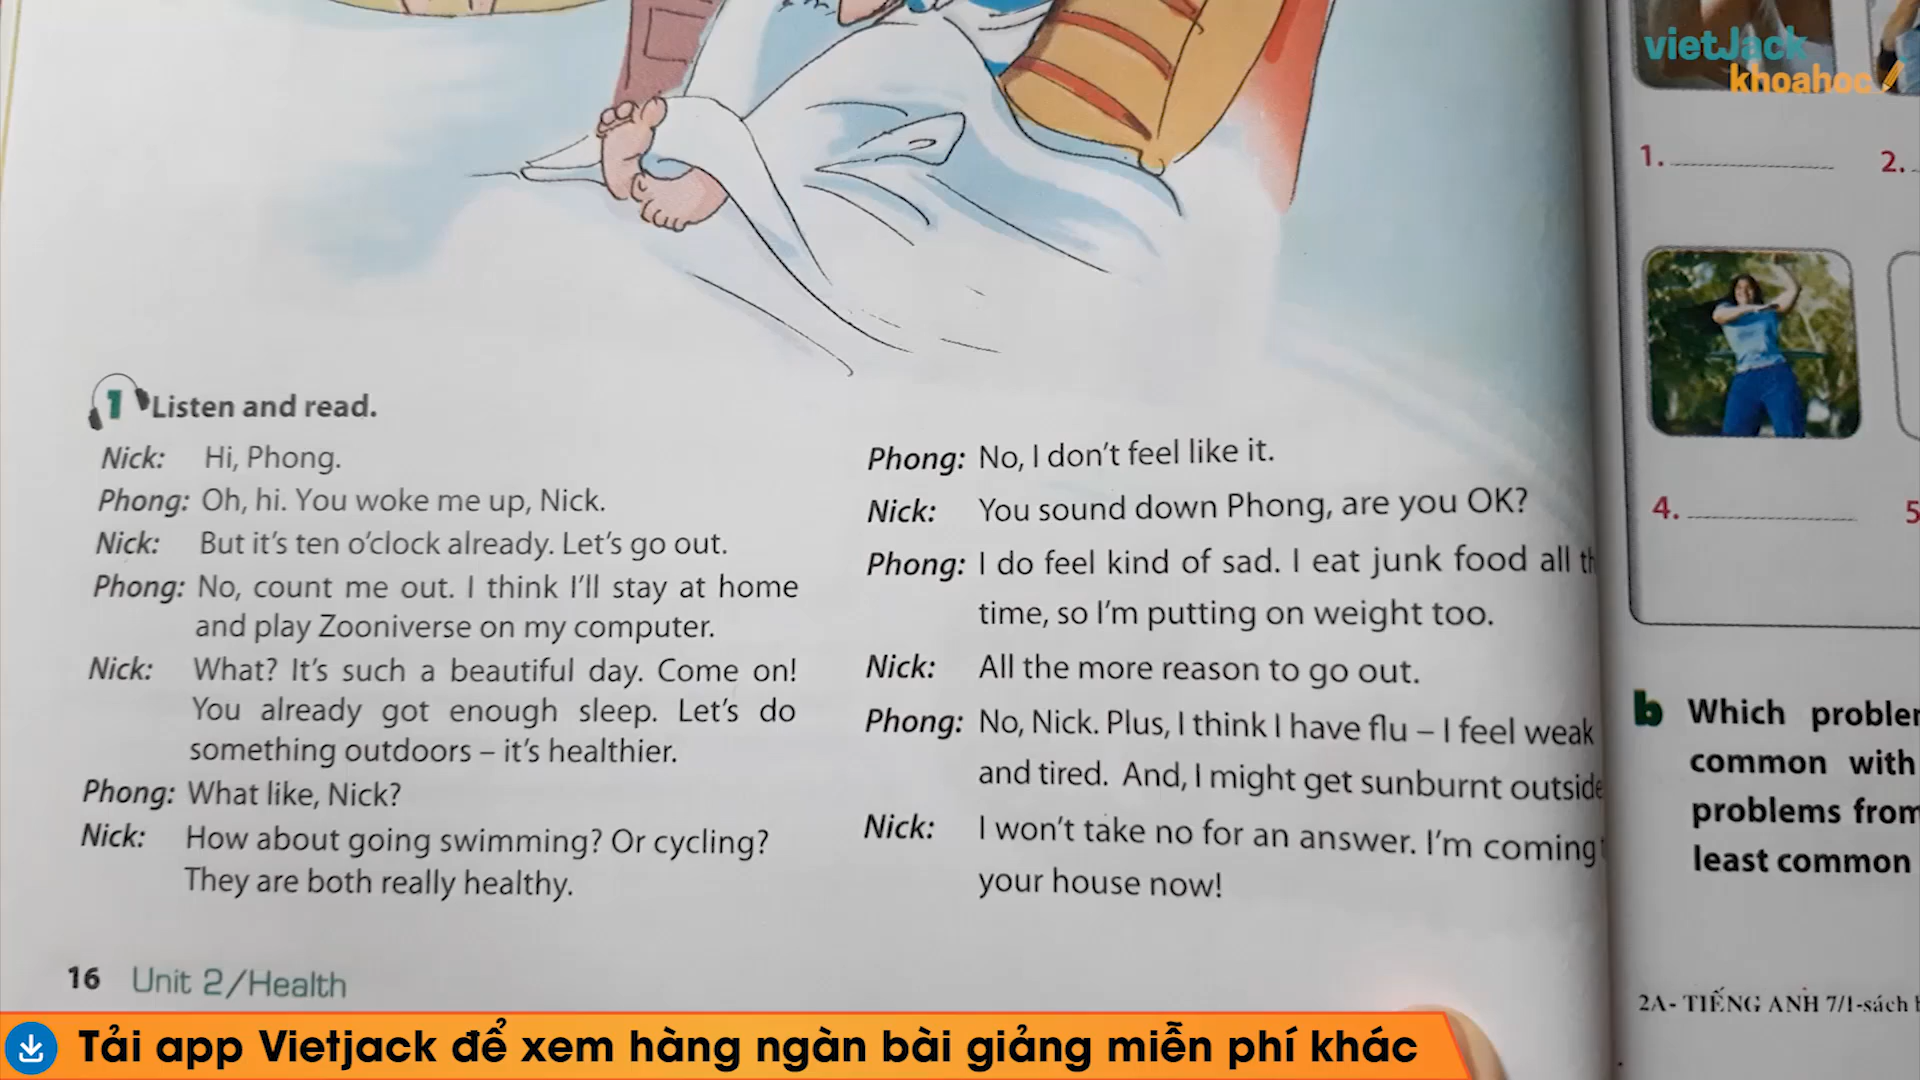 vietJack
khoahoc
1 Listen and read.
Nick: Hi, Phong.
Phong: Oh, hi. You woke me up, Nick.
Nick: But it's ten o'clock already. Let's go out.
Phong: No, count me out. I think I'll stay at home
and play Zooniverse on my computer.
Nick: What? It's such a beautiful day. Come on!
You already got enough sleep. Let's do
something outdoors – it's healthier.
Phong: What like, Nick?
Nick: How about going swimming? Or cycling?
They are both really healthy.
Phong: No, I don't feel like it.
Nick: You sound down Phong, are you OK?
Phong: I do feel kind of sad. I eat junk food all
time, so I'm putting on weight too.
Nick: All the more reason to go out.
Phong: No, Nick. Plus, I think I have flu – I feel weak
and tired. And, I might get sunburnt outside
Nick: I won't take no for an answer. I'm coming
your house now!
16 Unit 2/Health
1.
2.
4.
5
b Which
common with
problems from
least common
2A- TIẾNG ANH 7/1-sách
Tải app Vietjack để xem hàng ngàn bài giảng miễn phí khác